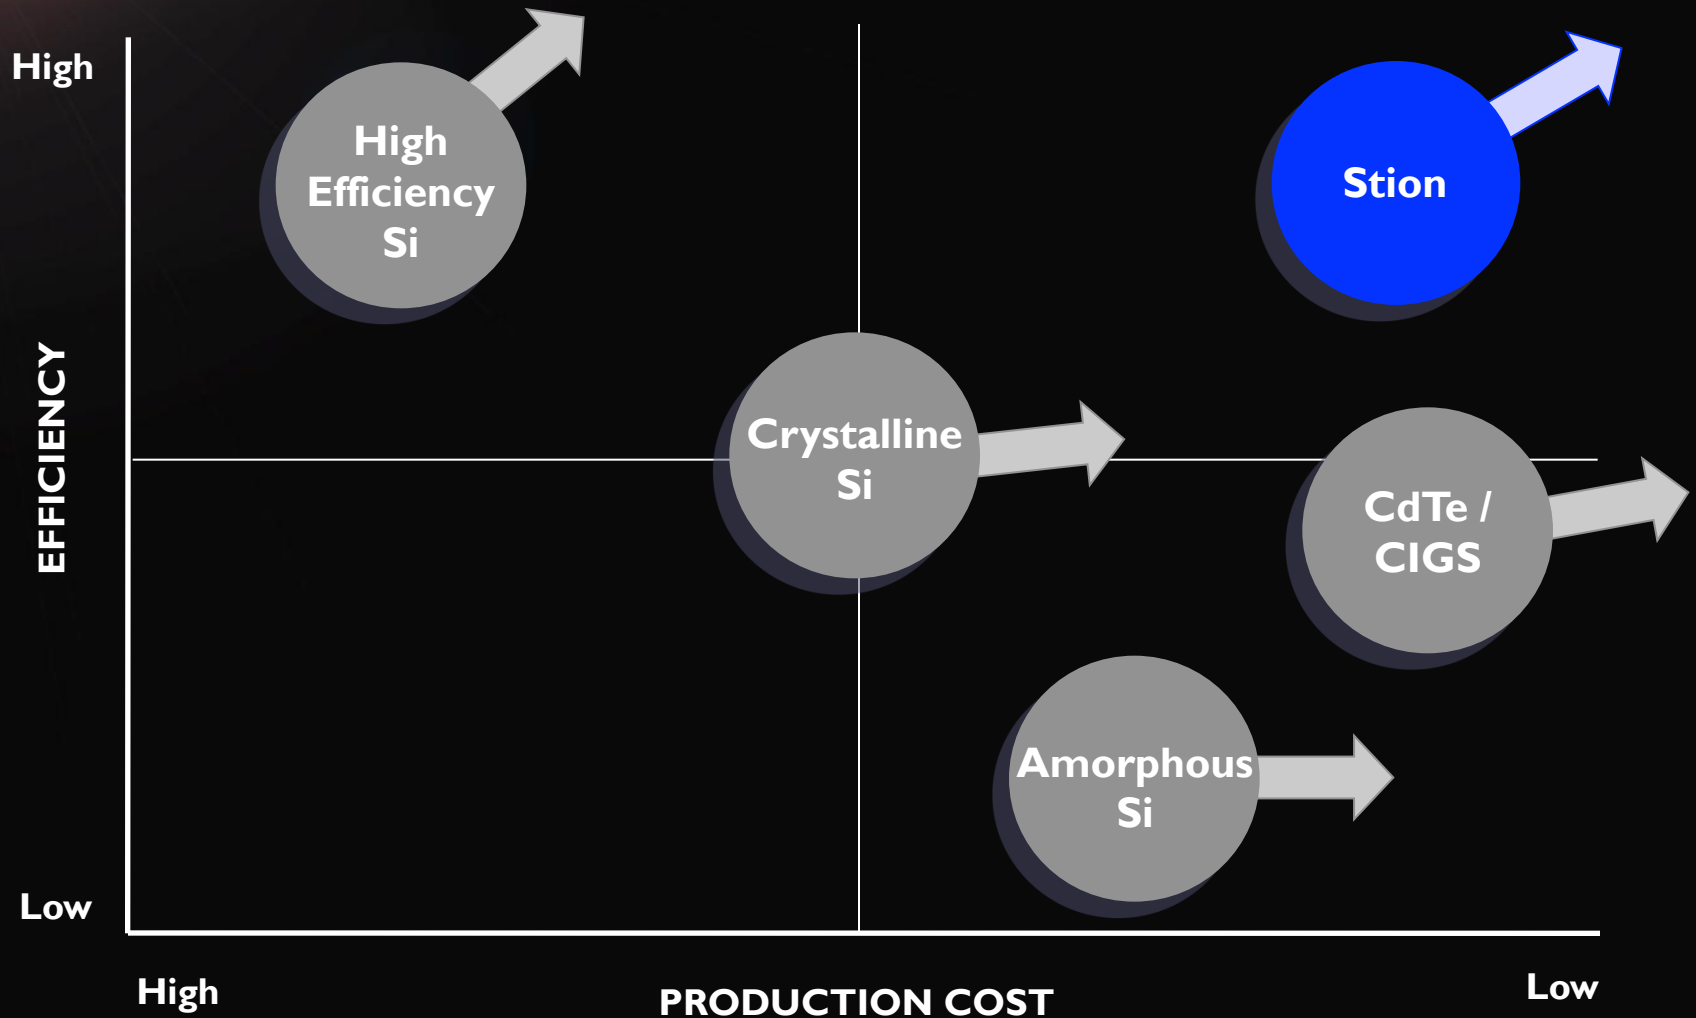 High
High
Efficiency
Si
Stion
EFFICIENCY
Crystalline
Si
CdTe /
CIGS
Amorphous
Si
Low
High
PRODUCTION COST
Low